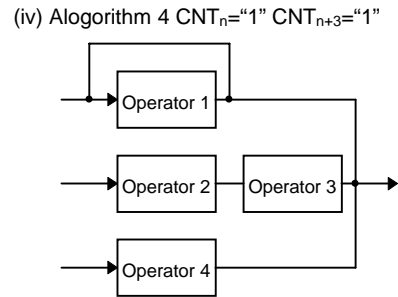 (iv) Alogorithm 4 CNTn=“1” CNTn+3=“1”
Operator 1
Operator 2
Operator 3
Operator 4